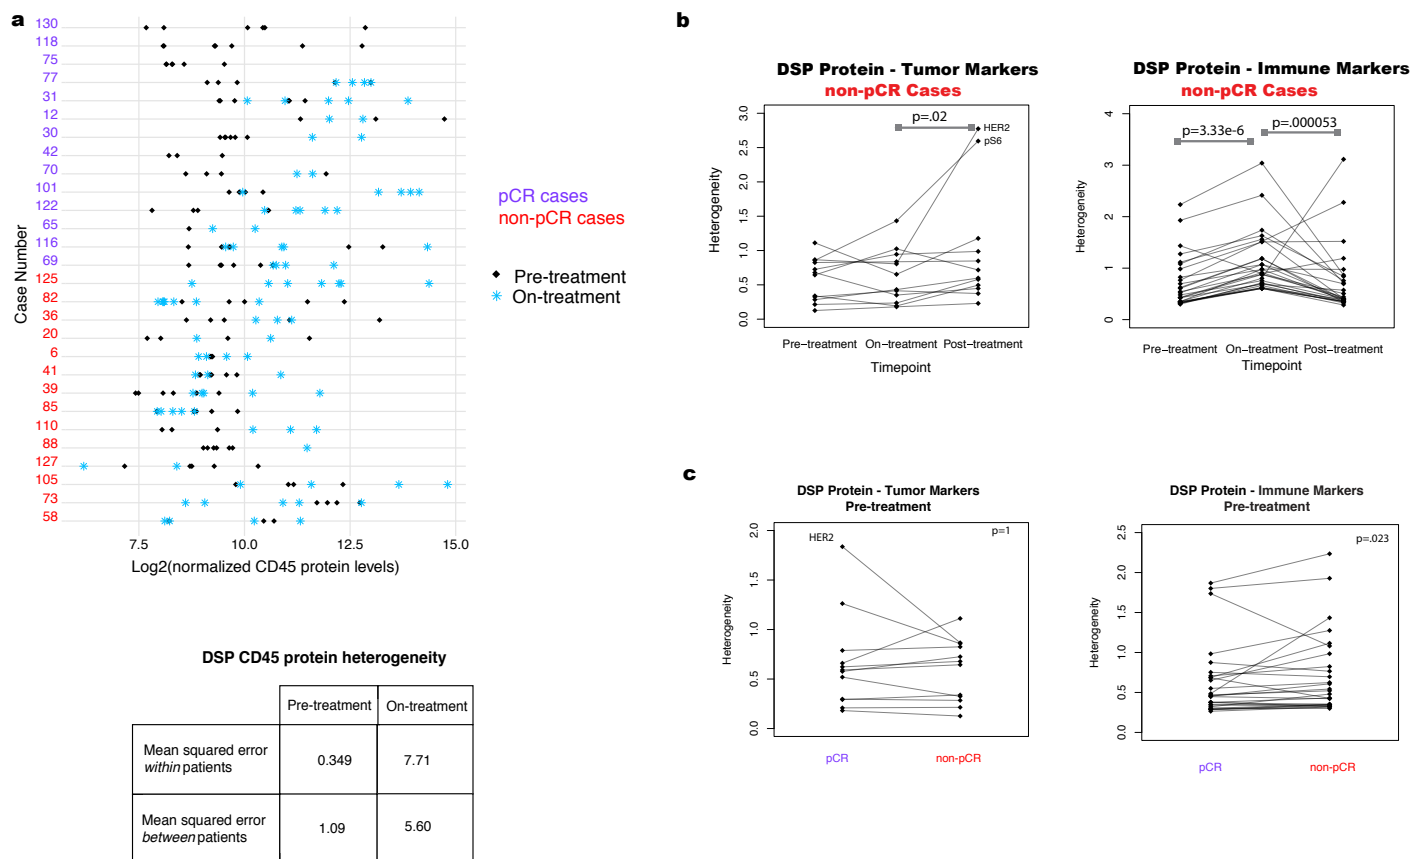 a
130
118
75
77
31
12
30
42
70
101
122
65
116
69
125
82
36
20
6
41
39
85
110
88
127
105
73
58
Case Number
7.5 10.0 12.5 15.0
Log2(normalized CD45 protein levels)
pCR cases
non-pCR cases
Pre-treatment
On-treatment
DSP CD45 protein heterogeneity
Pre-treatment On-treatment
Mean squared error
within patients
0.349 7.71
Mean squared error
between patients
1.09 5.60
b
DSP Protein - Tumor Markers
non-pCR Cases
p=.02
HER2
pS6
3.0
2.5
2.0
1.5
1.0
0.5
0.0
Heterogeneity
Pre−treatment On−treatment Post−treatment
Timepoint
DSP Protein - Immune Markers
non-pCR Cases
p=3.33e-6
p=.000053
4
3
2
1
0
Heterogeneity
Pre−treatment On−treatment Post−treatment
Timepoint
c
DSP Protein - Tumor Markers
Pre-treatment
HER2
p=1
2.0
1.5
1.0
0.5
0.0
Heterogeneity
pCR non-pCR
DSP Protein - Immune Markers
Pre-treatment
p=.023
2.5
2.0
1.5
1.0
0.5
0.0
Heterogeneity
pCR non-pCR